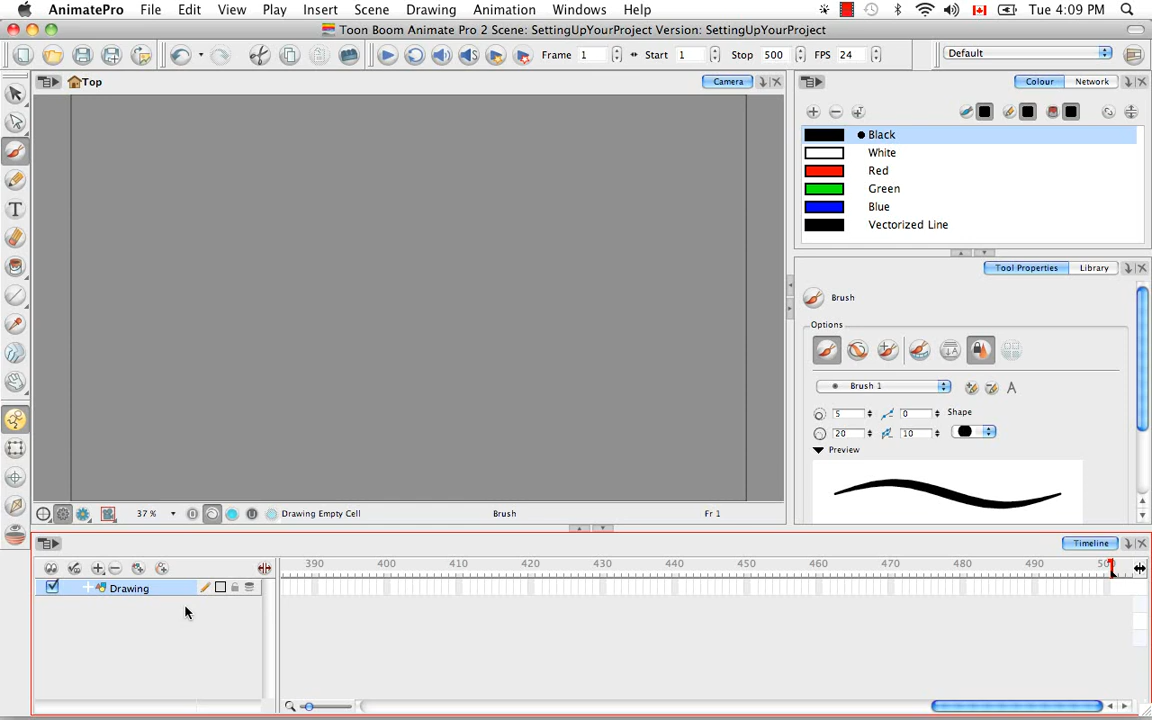 AnimatePro File Edit View Play Insert Scene Drawing Animation Windows Help Tue 4:09 PM
Toon Boom Animate Pro 2 Scene: SettingUpYourProject Version: SettingUpYourProject
Frame 1 Start 1 Stop 500 FPS 24 Default
Top Camera Colour Network
Black
White
Red
Green
Blue
Vectorized Line
Tool Properties Library
Brush
Options
Brush 1 A
5 0 Shape
20 10
Preview
37 % Drawing Empty Cell Brush Fr 1
Timeline
390 400 410 420 430 440 450 460 470 480 490
Drawing